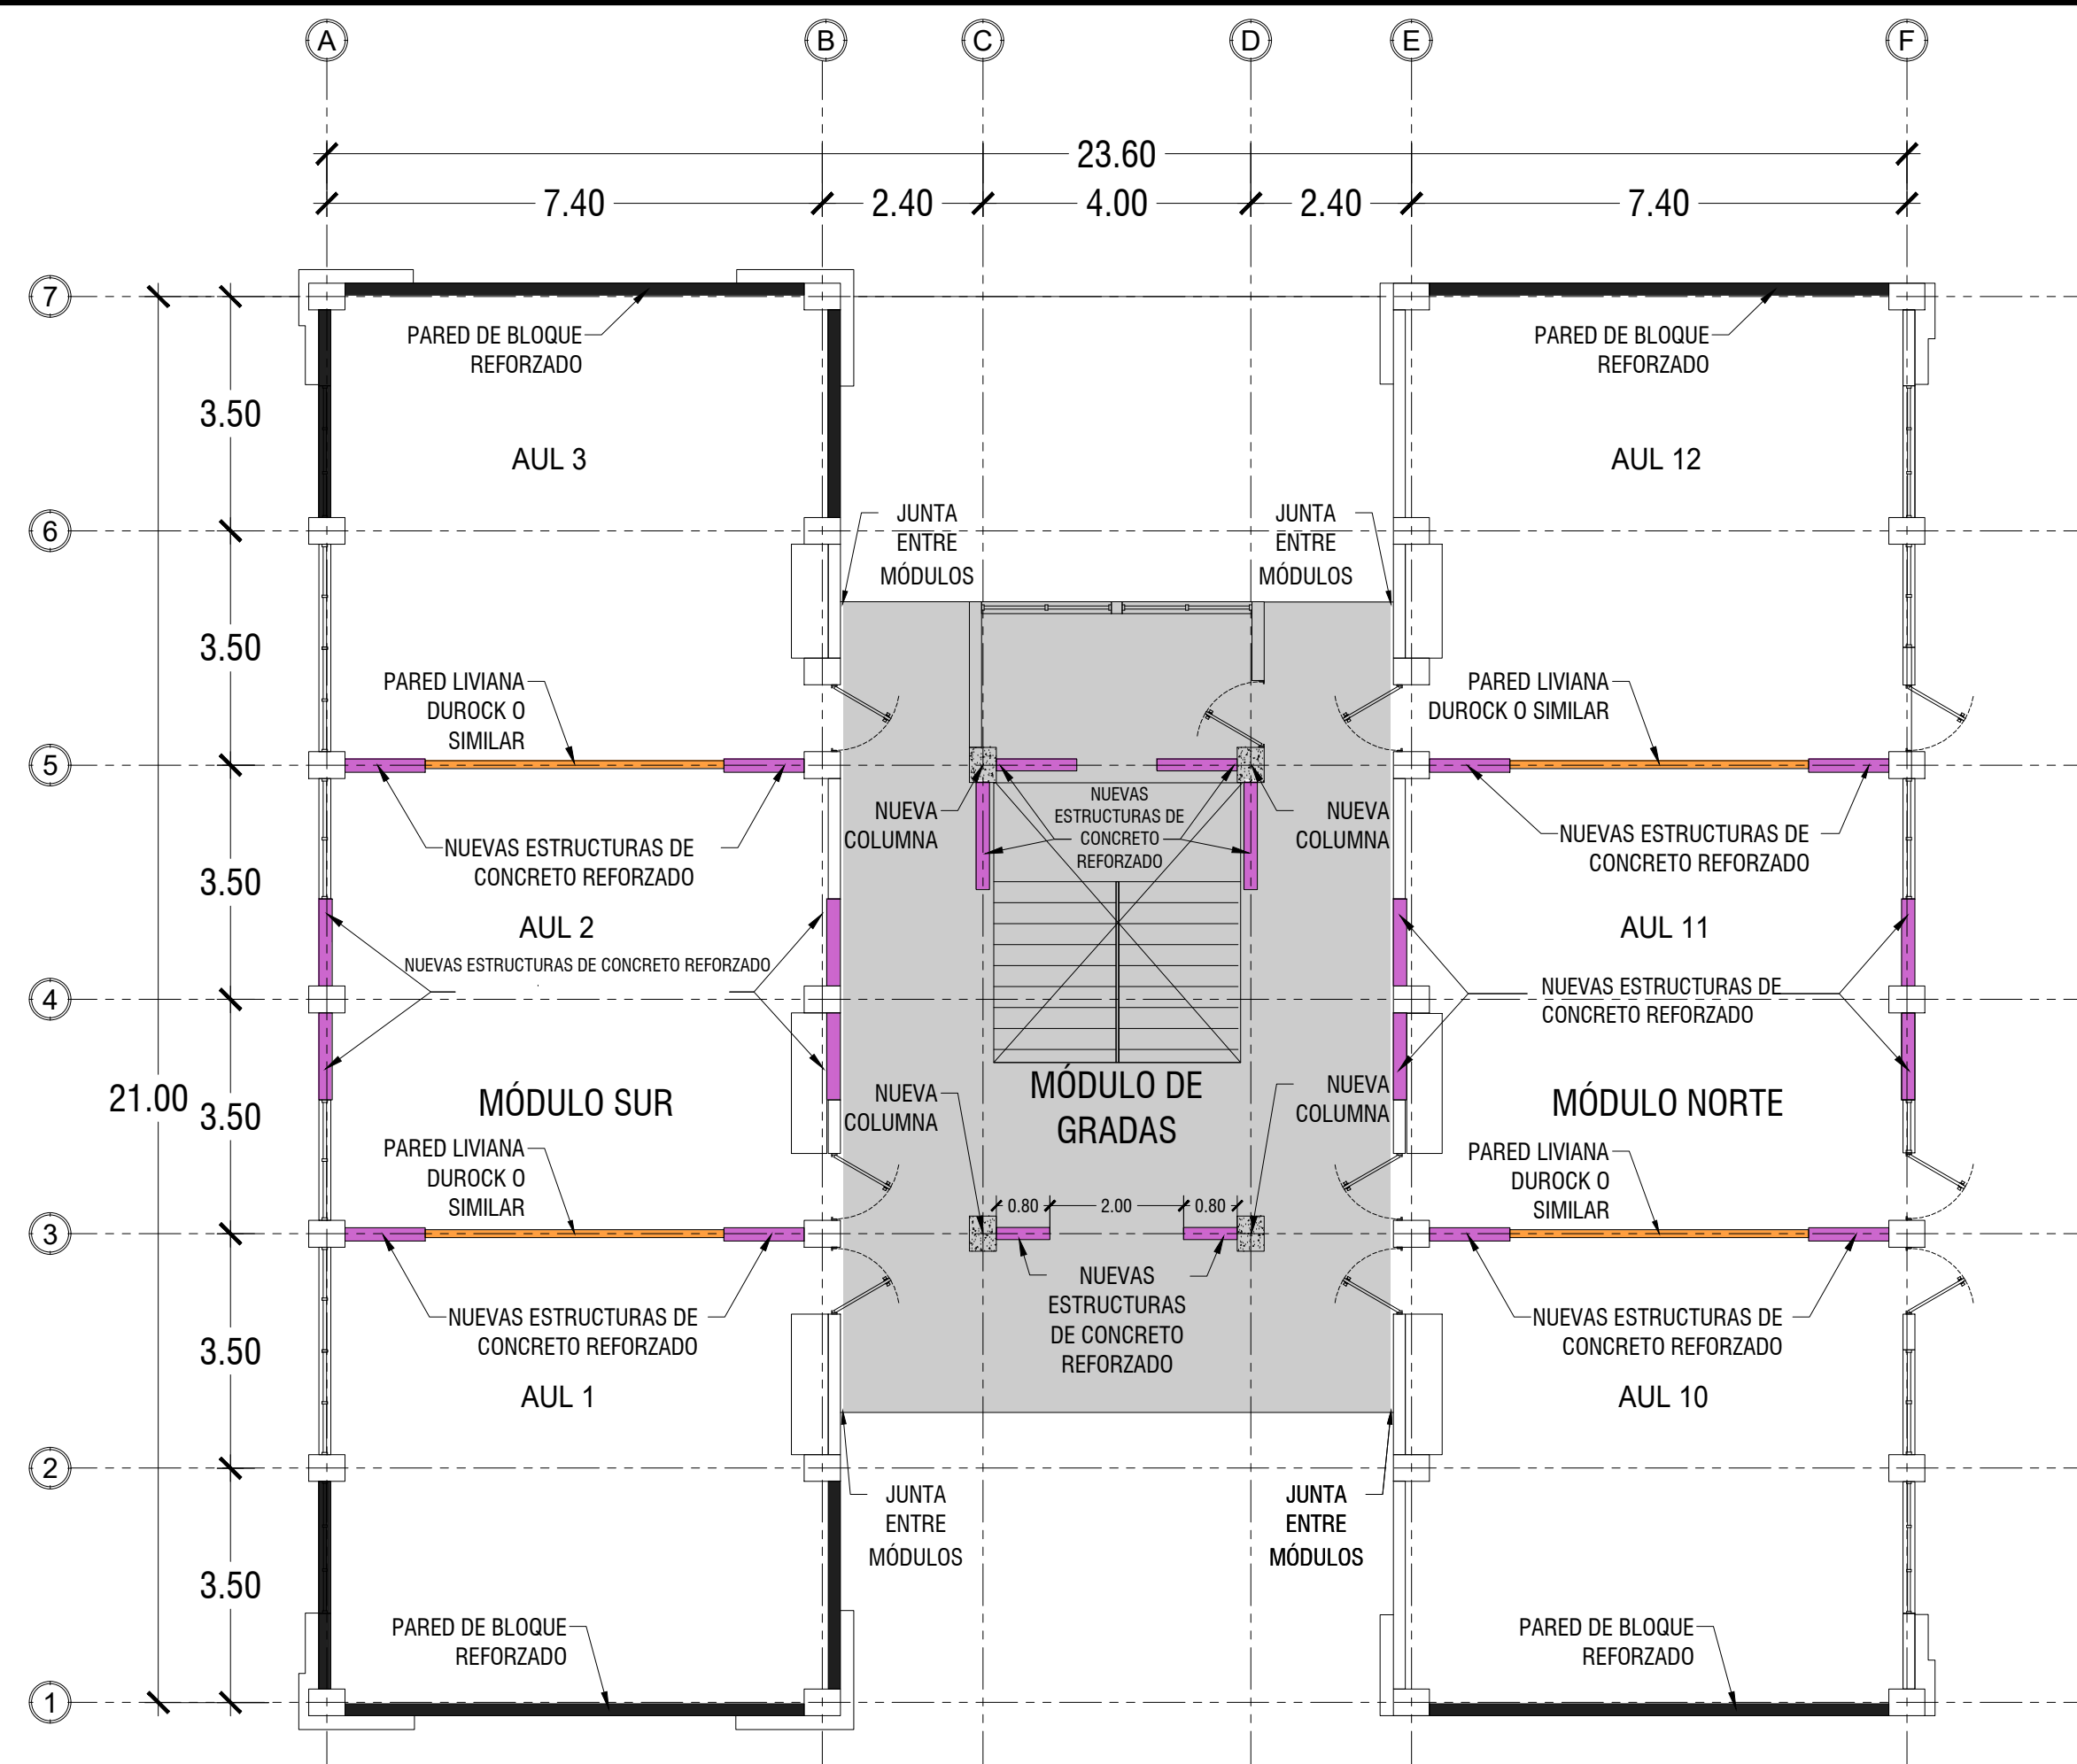 A
B
C
D
E
F
23.60
7.40
2.40
4.00
2.40
7.40
7
PARED DE BLOQUE
REFORZADO
PARED DE BLOQUE
REFORZADO
3.50
AUL 3
AUL 12
6
JUNTA
ENTRE
MÓDULOS
JUNTA
ENTRE
MÓDULOS
3.50
PARED LIVIANA
DUROCK O
SIMILAR
PARED LIVIANA
DUROCK O SIMILAR
5
NUEVA
COLUMNA
NUEVAS
ESTRUCTURAS DE
CONCRETO
REFORZADO
NUEVA
COLUMNA
NUEVAS ESTRUCTURAS DE
CONCRETO REFORZADO
NUEVAS ESTRUCTURAS DE
CONCRETO REFORZADO
3.50
AUL 2
AUL 11
NUEVAS ESTRUCTURAS DE CONCRETO REFORZADO
NUEVAS ESTRUCTURAS DE
CONCRETO REFORZADO
4
21.00
3.50
MÓDULO SUR
NUEVA
COLUMNA
MÓDULO DE
GRADAS
NUEVA
COLUMNA
MÓDULO NORTE
PARED LIVIANA
DUROCK O
SIMILAR
PARED LIVIANA
DUROCK O
SIMILAR
0.80
2.00
0.80
3
NUEVAS
ESTRUCTURAS
DE CONCRETO
REFORZADO
NUEVAS ESTRUCTURAS DE
CONCRETO REFORZADO
NUEVAS ESTRUCTURAS DE
CONCRETO REFORZADO
3.50
AUL 1
AUL 10
2
JUNTA
ENTRE
MÓDULOS
JUNTA
ENTRE
MÓDULOS
3.50
PARED DE BLOQUE
REFORZADO
PARED DE BLOQUE
REFORZADO
1